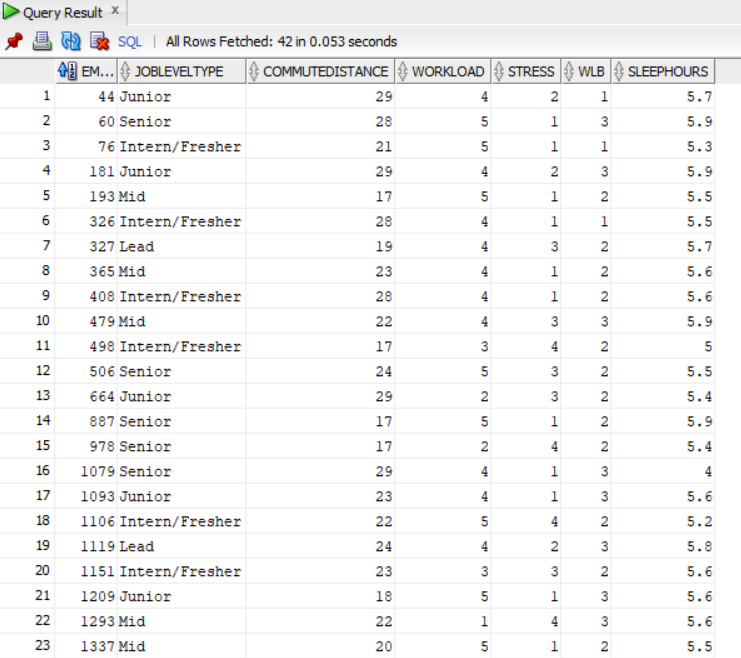 Query Result x
SQL | All Rows Fetched: 42 in 0.053 seconds
EM... JOBLEVELTYPE COMMUTEDISTANCE WORKLOAD STRESS WLB SLEEPHOURS
1 44 Junior 29 4 2 1 5.7
2 60 Senior 28 5 1 3 5.9
3 76 Intern/Fresher 21 5 1 1 5.3
4 181 Junior 29 4 2 3 5.9
5 193 Mid 17 5 1 2 5.5
6 326 Intern/Fresher 28 4 1 1 5.5
7 327 Lead 19 4 3 2 5.7
8 365 Mid 23 4 1 2 5.6
9 408 Intern/Fresher 28 4 1 2 5.6
10 479 Mid 22 4 3 3 5.9
11 498 Intern/Fresher 17 3 4 2 5
12 506 Senior 24 5 3 2 5.5
13 664 Junior 29 2 3 2 5.4
14 887 Senior 17 5 1 2 5.9
15 978 Senior 17 2 4 2 5.4
16 1079 Senior 29 4 1 3 4
17 1093 Junior 23 4 1 3 5.6
18 1106 Intern/Fresher 22 5 4 2 5.2
19 1119 Lead 24 4 2 3 5.8
20 1151 Intern/Fresher 23 3 3 2 5.6
21 1209 Junior 18 5 1 3 5.6
22 1293 Mid 22 1 4 3 5.6
23 1337 Mid 20 5 1 2 5.5